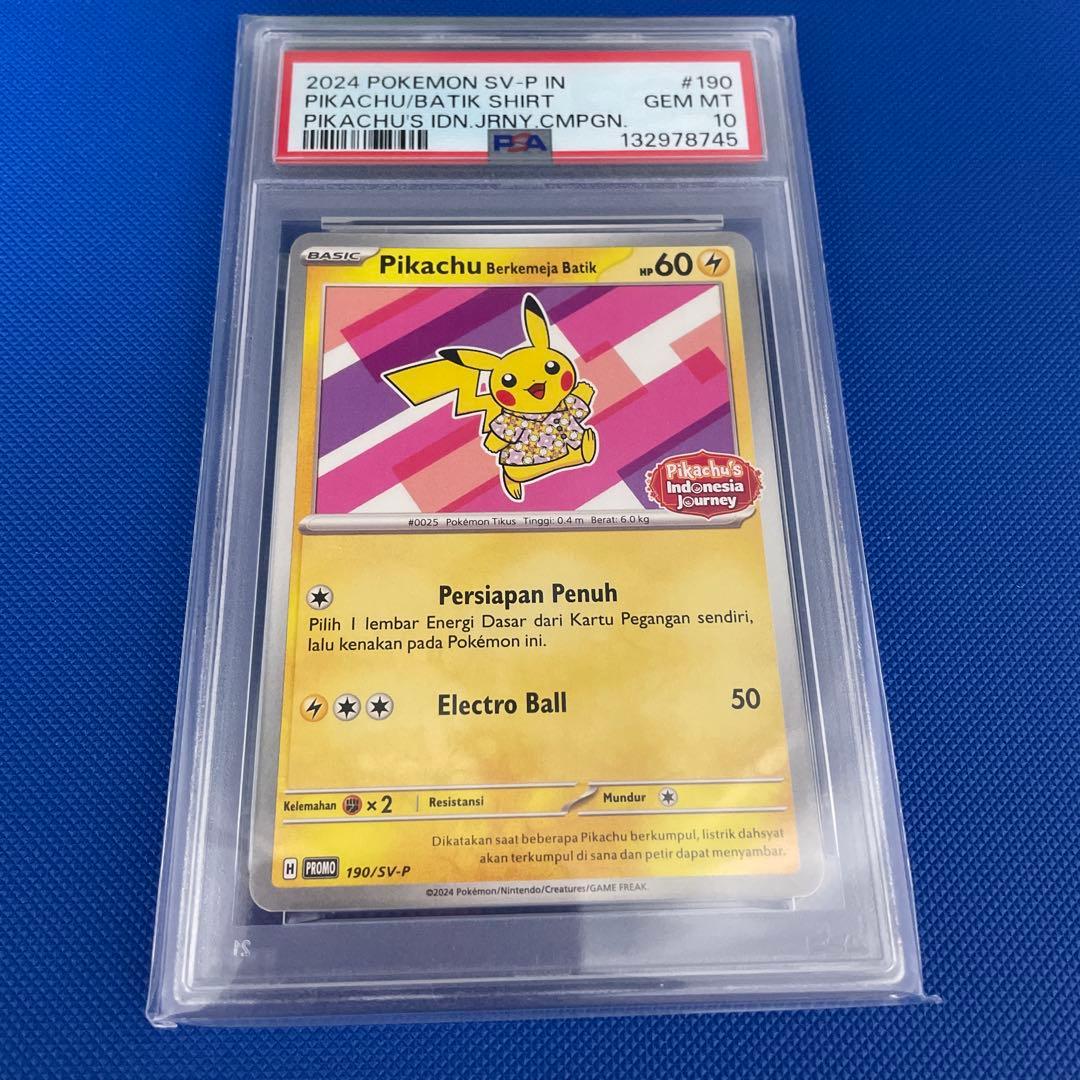 2024 POKEMON SV-P IN #190
PIKACHU/BATIK SHIRT GEM MT
PIKACHU'S IDN.JRNY.CMPGN. 10
PSA 132978745
BASIC Pikachu Berkemeja Batik HP 60
Pikachu's
Indonesia
Journey
#0025 Pokémon Tikus Tinggi: 0.4 m Berat: 6.0 kg
Persiapan Penuh
Pilih 1 lembar Energi Dasar dari Kartu Pegangan sendiri,
lalu kenakan pada Pokémon ini.
Electro Ball 50
Kelemahan ×2 Resistansi Mundur
Dikatakan saat beberapa Pikachu berkumpul, listrik dahsyat
akan terkumpul di sana dan petir dapat menyambar.
H PROMO 190/SV-P
©2024 Pokémon/Nintendo/Creatures/GAME FREAK.